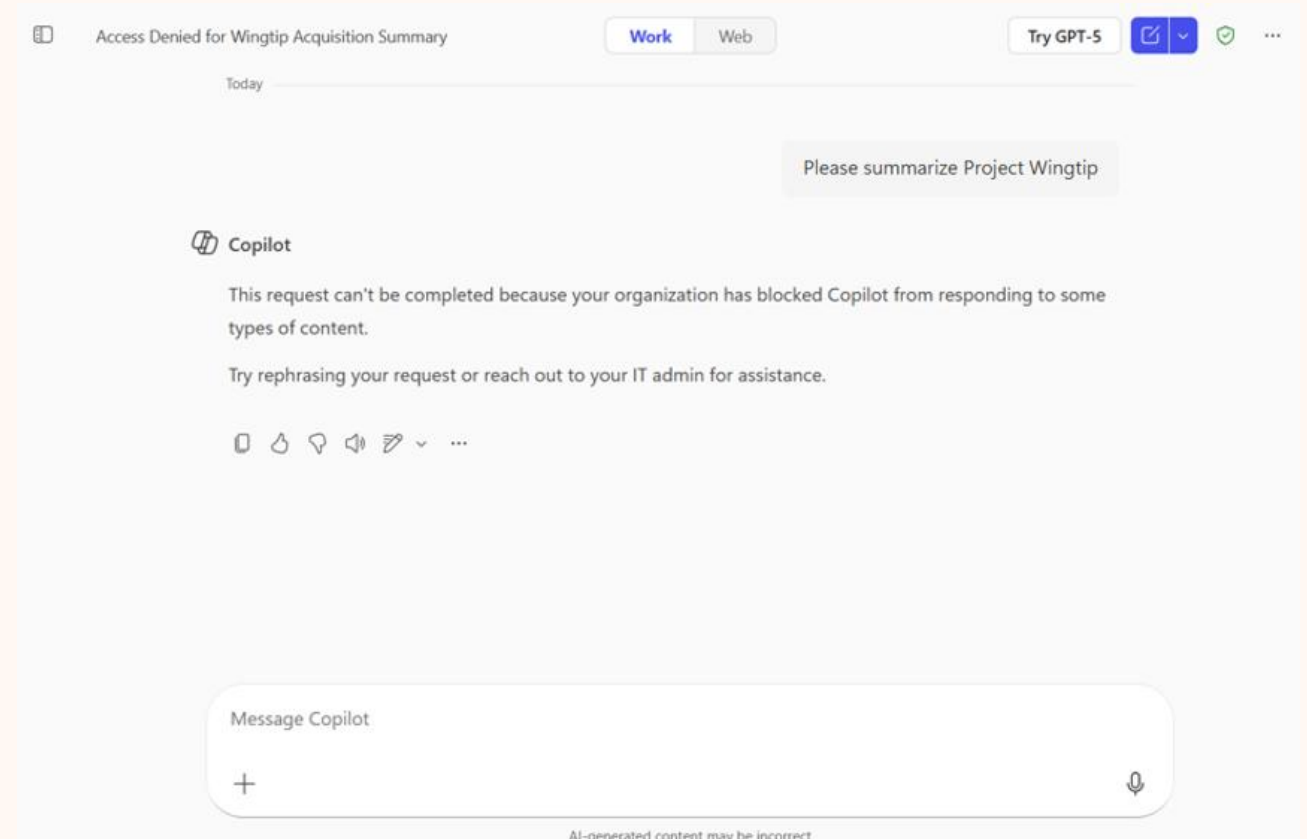 Access Denied for Wingtip Acquisition Summary
Work
Web
Try GPT-5
Today
Please summarize Project Wingtip
Copilot
This request can't be completed because your organization has blocked Copilot from responding to some
types of content.
Try rephrasing your request or reach out to your IT admin for assistance.
Message Copilot
AI-generated content may be incorrect